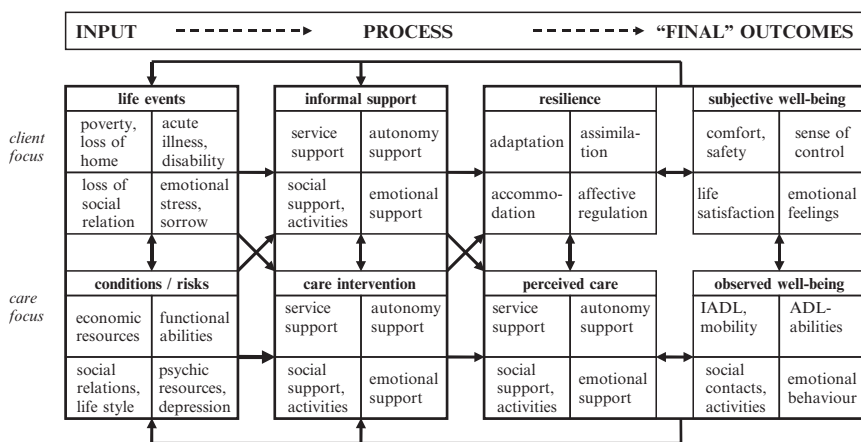 INPUT PROCESS “FINAL” OUTCOMES
client
focus
life events
poverty,
loss of
home
acute
illness,
disability
loss of
social
relation
emotional
stress,
sorrow
informal support
service
support
autonomy
support
social
support,
activities
emotional
support
resilience
adaptation
assimila-
tion
accommo-
dation
affective
regulation
subjective well-being
comfort,
safety
sense of
control
life
satisfaction
emotional
feelings
care
focus
conditions / risks
economic
resources
functional
abilities
social
relations,
life style
psychic
resources,
depression
care intervention
service
support
autonomy
support
social
support,
activities
emotional
support
perceived care
service
support
autonomy
support
social
support,
activities
emotional
support
observed well-being
IADL,
mobility
ADL-
abilities
social
contacts,
activities
emotional
behaviour